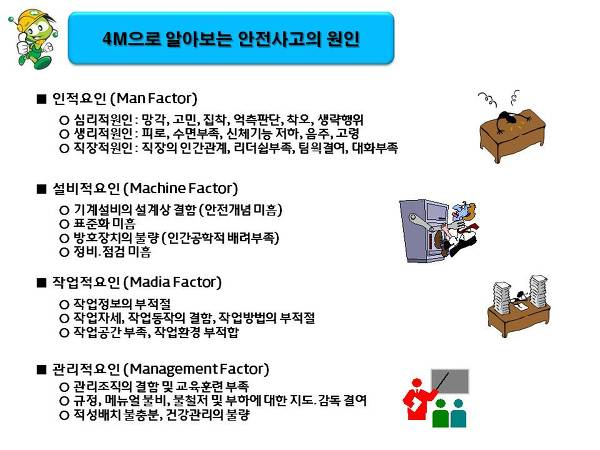 4M으로 알아보는 안전사고의 원인
■ 인적요인 (Man Factor)
O 심리적원인 : 망각, 고민, 집착, 억측판단, 착오, 생략행위
O 생리적원인 : 피로, 수면부족, 신체기능 저하, 음주, 고령
O 직장적원인 : 직장의 인간관계, 리더쉽부족, 팀웍결여, 대화부족
■ 설비적요인 (Machine Factor)
O 기계설비의 설계상 결함 (안전개념 미흠)
O 표준화 미흠
O 방호장치의 불량 (인간공학적 배려부족)
O 정비.점검 미흠
■ 작업적요인 (Madia Factor)
O 작업정보의 부적절
O 작업자세, 작업동작의 결함, 작업방법의 부적절
O 작업공간 부족, 작업환경 부적합
■ 관리적요인 (Management Factor)
O 관리조직의 결함 및 교육훈련 부족
O 규정, 메뉴얼 불비, 불철저 및 부하에 대한 지도.감독 결여
O 적성배치 불충분, 건강관리의 불량